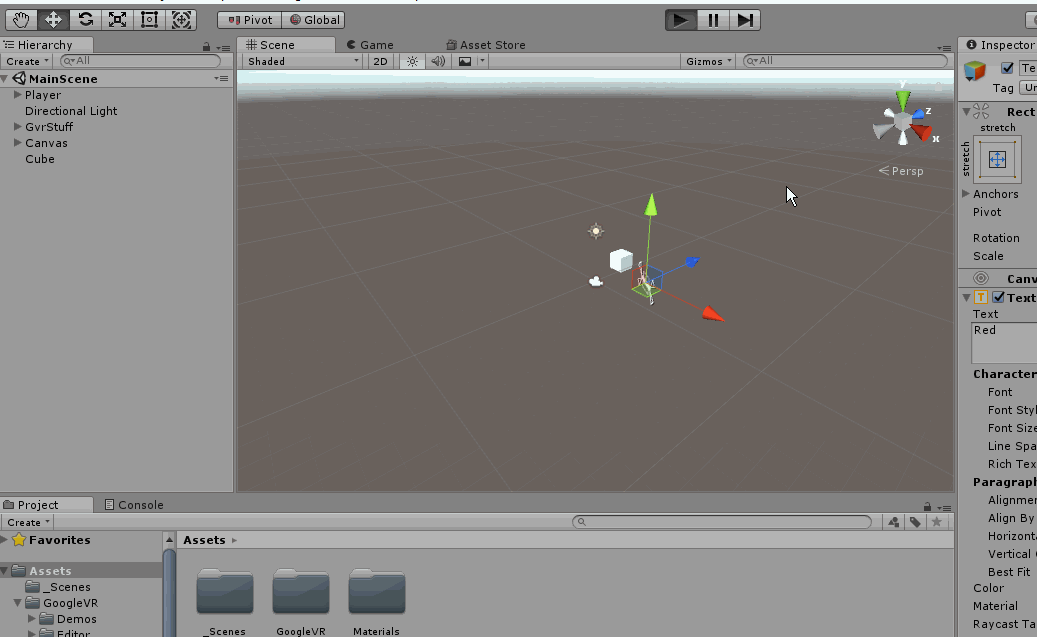 Pivot Global
Hierarchy
Create All
MainScene
Player
Directional Light
GvrStuff
Canvas
Cube
Scene Game Asset Store
Shaded 2D Gizmos All
y
z
x
Persp
Inspector
Te
Tag Un
Rect
stretch
stretch
Anchors
Pivot
Rotation
Scale
Canv
T Text
Text
Red
Character
Font
Font Styl
Font Size
Line Spa
Rich Tex
Paragraph
Alignmen
Align By
Horizonta
Vertical
Best Fit
Color
Material
Raycast Ta
Project Console
Create
Favorites
Assets
_Scenes
GoogleVR
Demos
Editor
Assets
_Scenes GoogleVR Materials